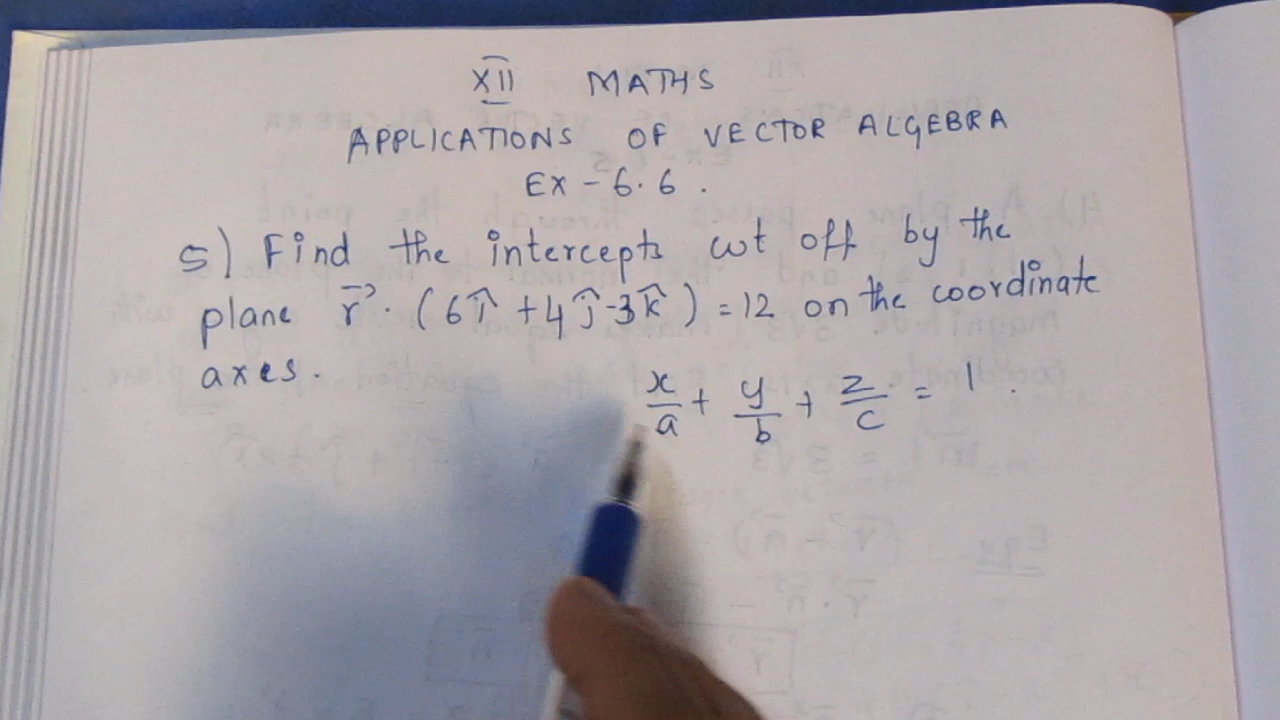 XII MATHS
APPLICATIONS OF VECTOR ALGEBRA
EX - 6.6 .
5) Find the intercepts cut off by the
plane r⃗ . (6î + 4ĵ - 3k̂ ) = 12 on the coordinate
axes.
x/a + y/b + z/c = 1 .